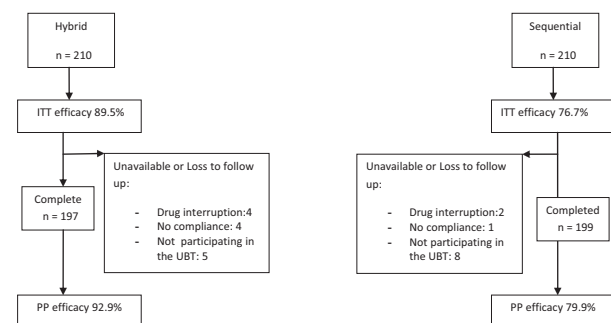 Hybrid
n = 210
ITT efficacy 89.5%
Unavailable or Loss to follow
up:
- Drug interruption:4
- No compliance: 4
- Not participating in
the UBT: 5
Complete
n = 197
PP efficacy 92.9%
Sequential
n = 210
ITT efficacy 76.7%
Unavailable or Loss to follow
up:
- Drug interruption:2
- No compliance: 1
- Not participating in
the UBT: 8
Completed
n = 199
PP efficacy 79.9%